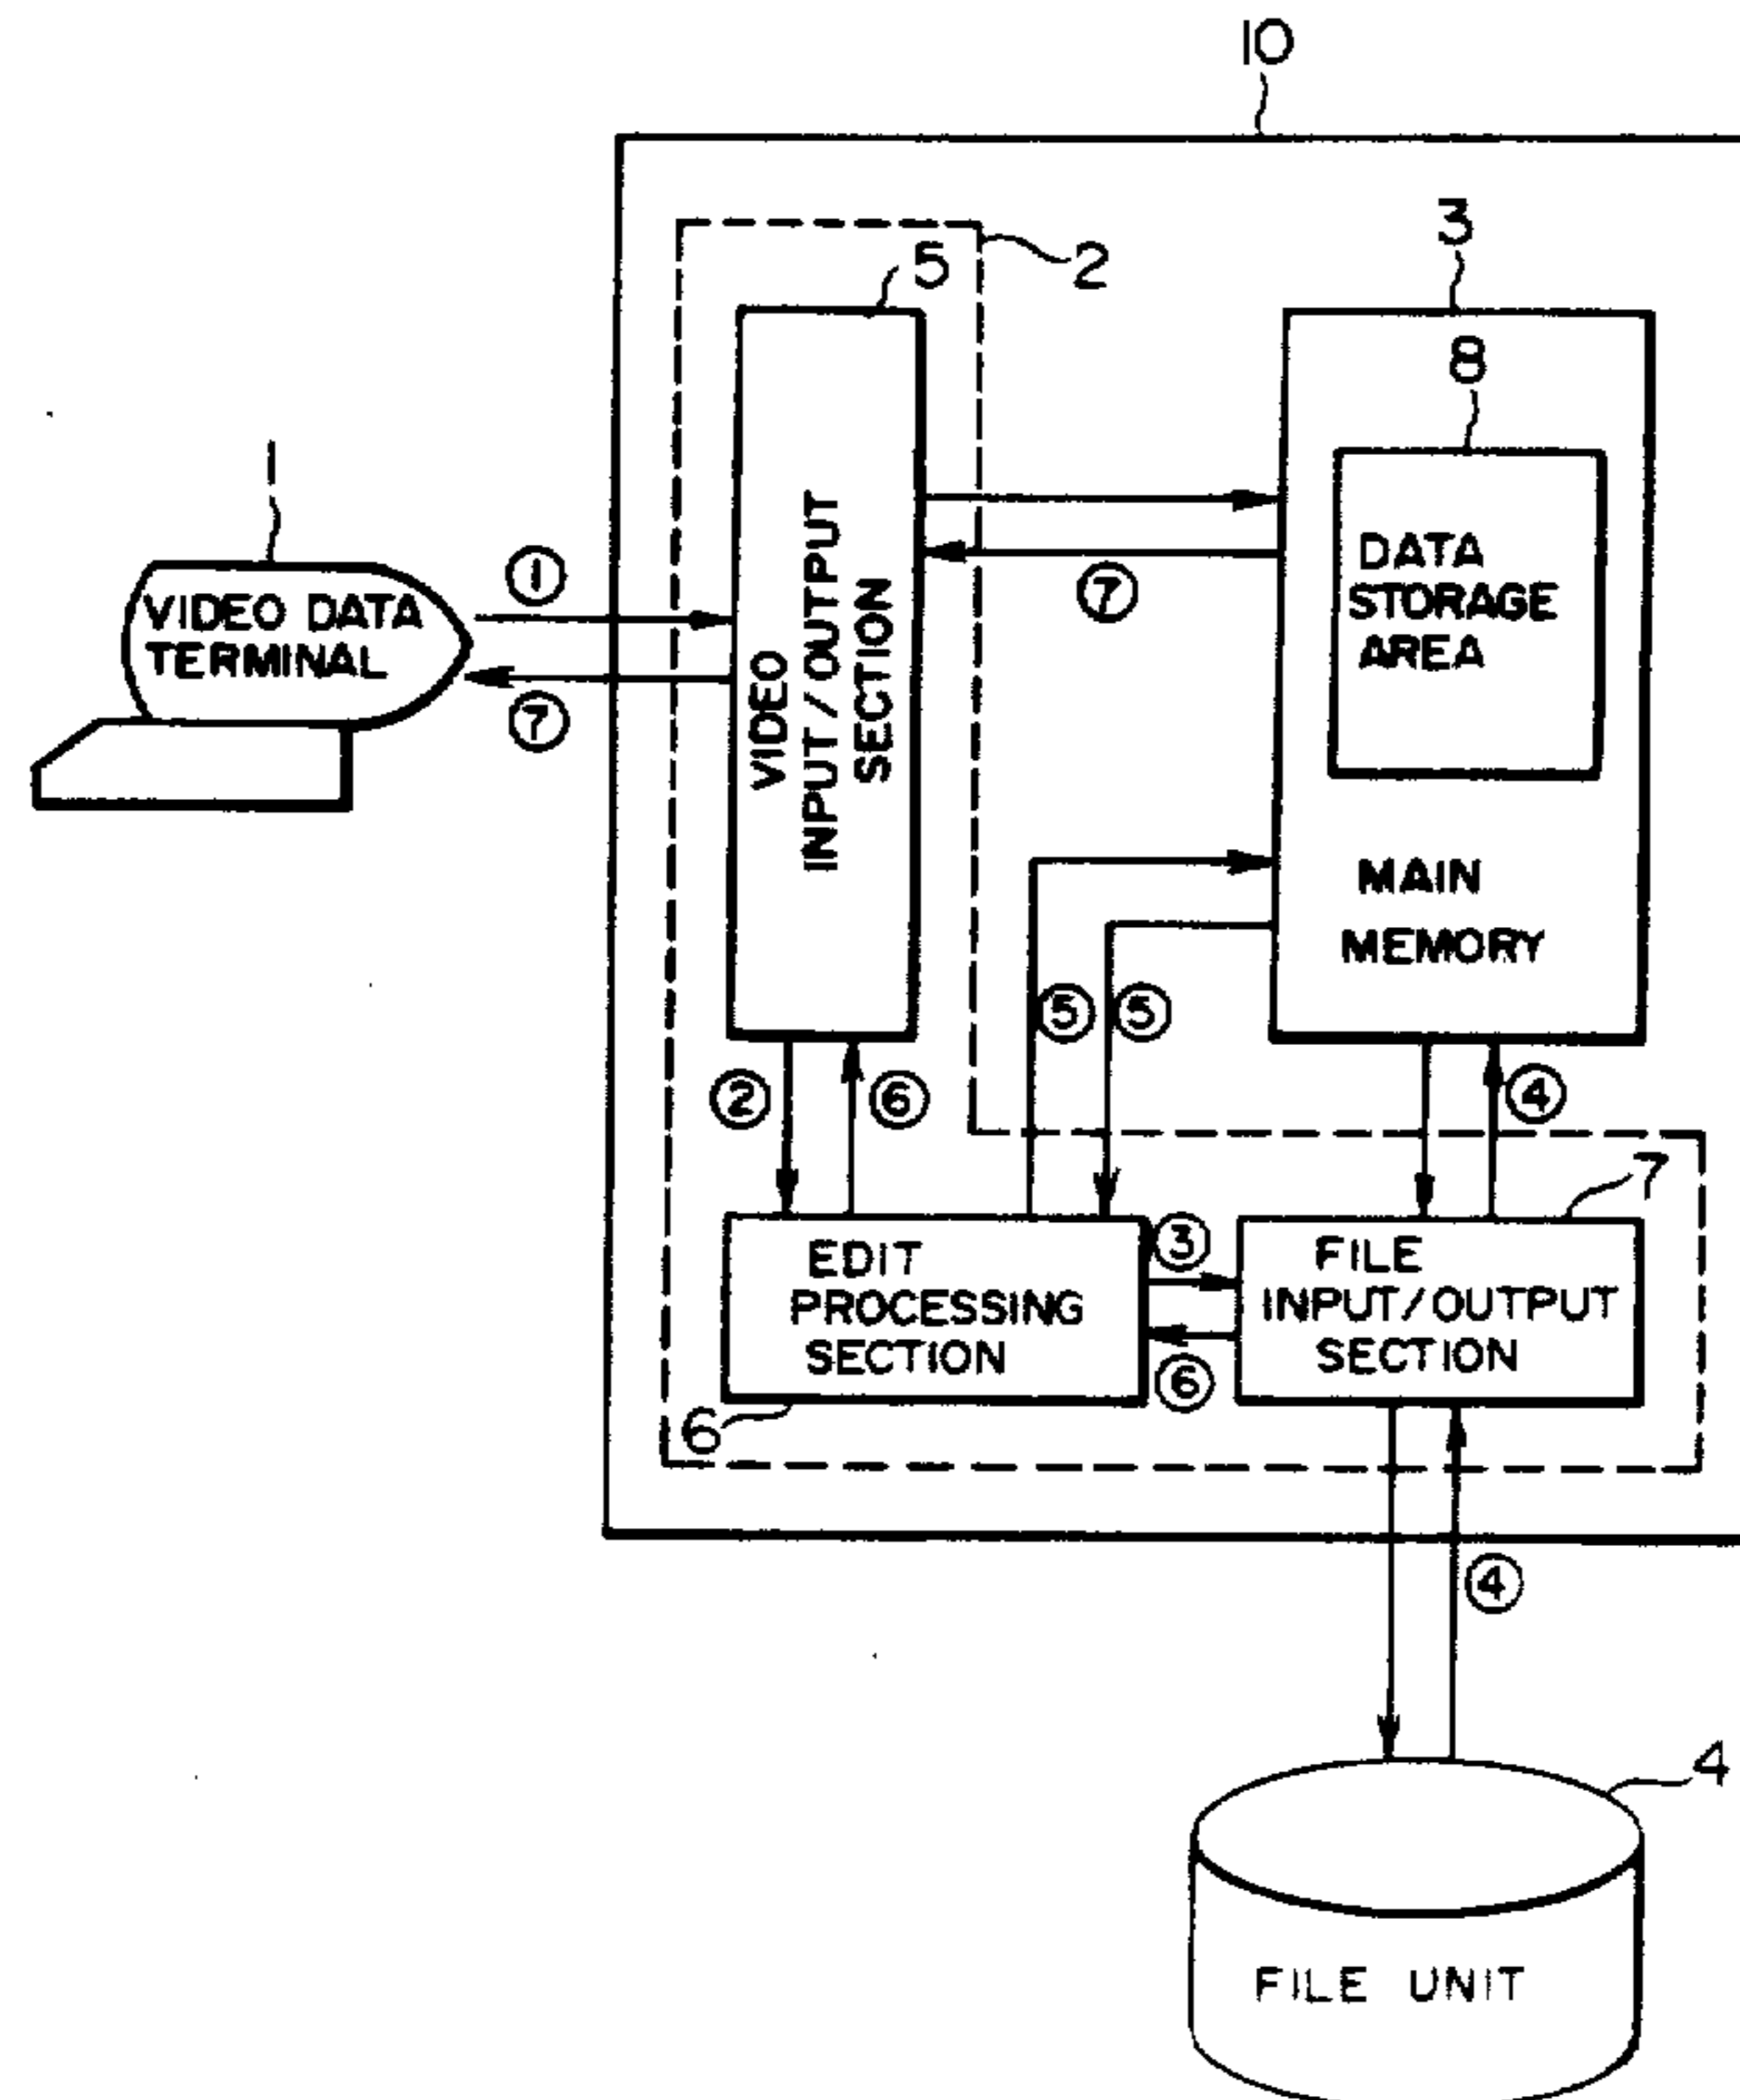 10
2
3
5
8
1
VIDEO DATA
TERMINAL
①
⑦
VIDEO
INPUT/OUTPUT
SECTION
⑦
DATA
STORAGE
AREA
MAIN
MEMORY
⑤
⑤
②
⑥
④
7
③
EDIT
PROCESSING
SECTION
FILE
INPUT/OUTPUT
SECTION
⑥
6
④
4
FILE UNIT